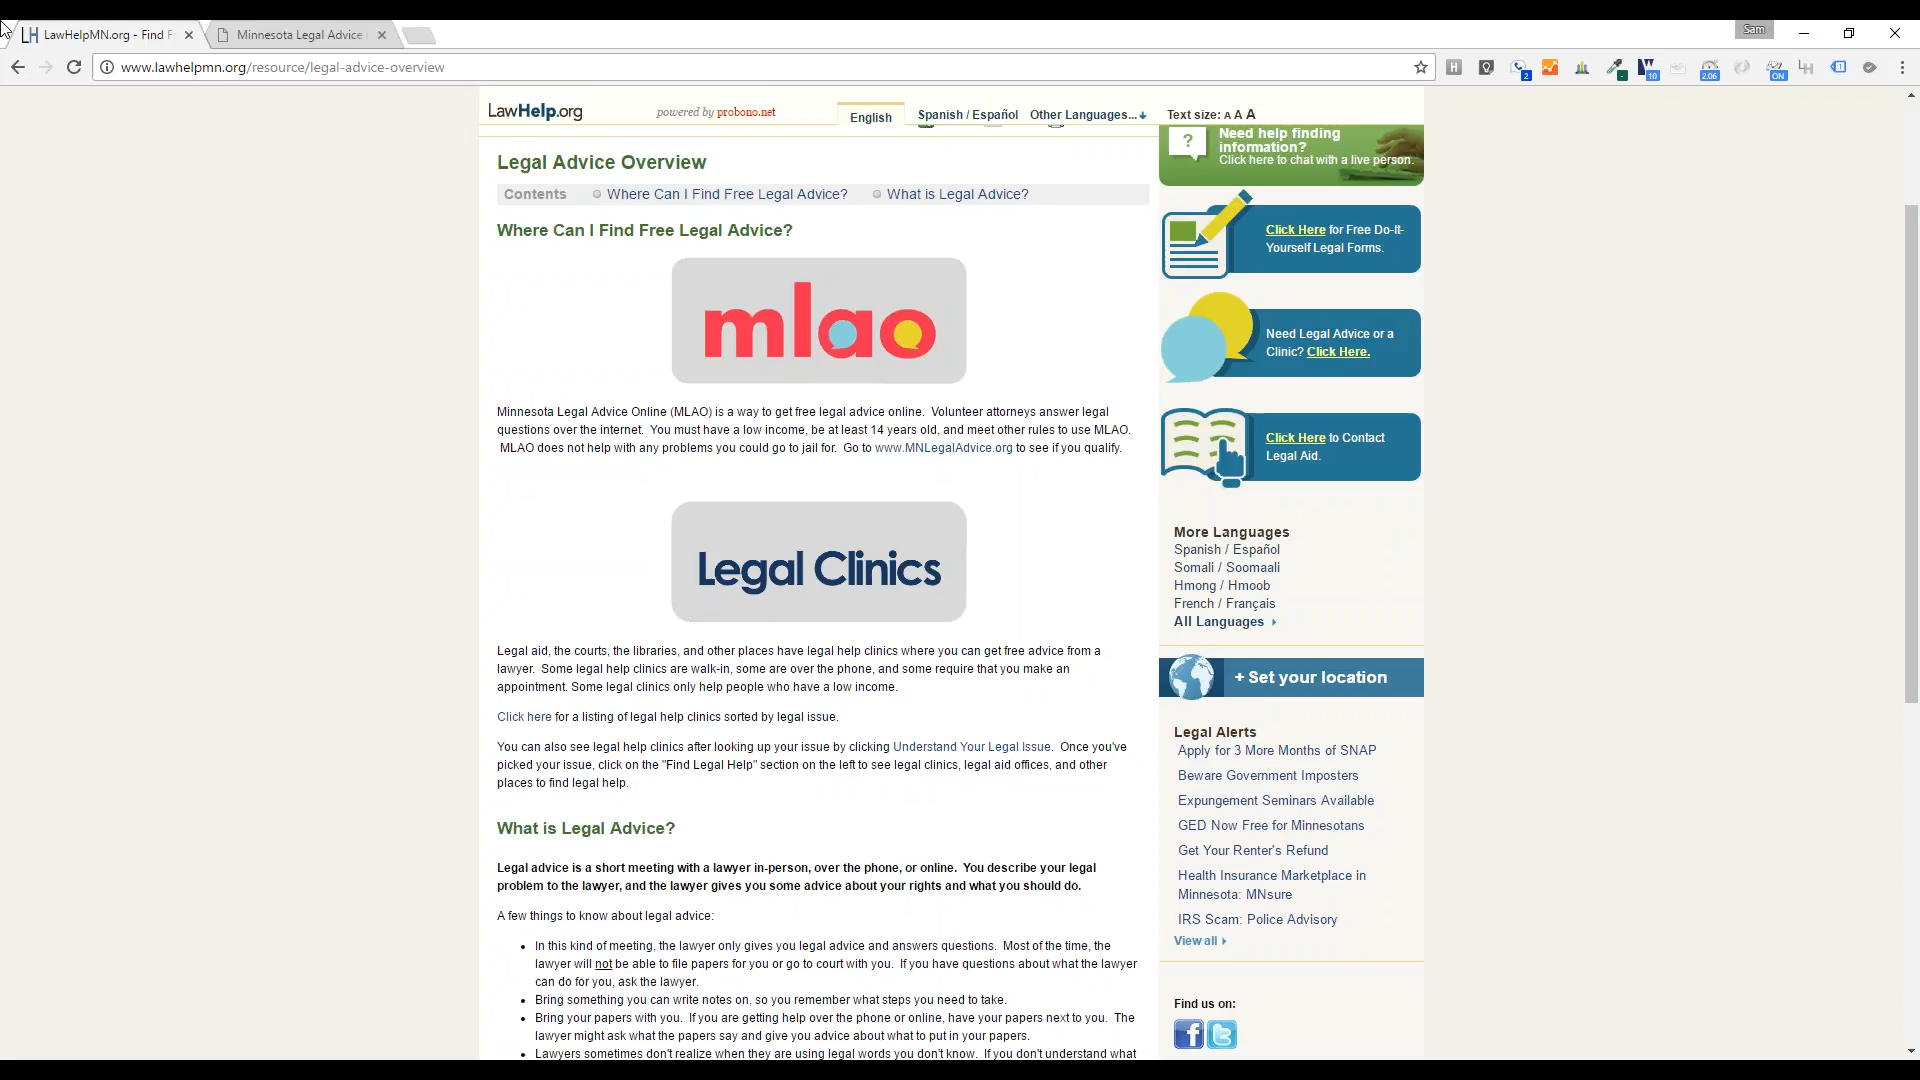 LawHelpMN.org - Find F
Minnesota Legal Advice
Sam
www.lawhelpmn.org/resource/legal-advice-overview
LawHelp.org
powered by probono.net
English
Spanish / Español
Other Languages...
Text size: A A A
Legal Advice Overview
Contents
Where Can I Find Free Legal Advice?
What is Legal Advice?
Where Can I Find Free Legal Advice?
mlao
Minnesota Legal Advice Online (MLAO) is a way to get free legal advice online. Volunteer attorneys answer legal
questions over the internet. You must have a low income, be at least 14 years old, and meet other rules to use MLAO.
MLAO does not help with any problems you could go to jail for. Go to www.MNLegalAdvice.org to see if you qualify.
Legal Clinics
Legal aid, the courts, the libraries, and other places have legal help clinics where you can get free advice from a
lawyer. Some legal help clinics are walk-in, some are over the phone, and some require that you make an
appointment. Some legal clinics only help people who have a low income.
Click here for a listing of legal help clinics sorted by legal issue.
You can also see legal help clinics after looking up your issue by clicking Understand Your Legal Issue. Once you've
picked your issue, click on the "Find Legal Help" section on the left to see legal clinics, legal aid offices, and other
places to find legal help.
What is Legal Advice?
Legal advice is a short meeting with a lawyer in-person, over the phone, or online. You describe your legal
problem to the lawyer, and the lawyer gives you some advice about your rights and what you should do.
A few things to know about legal advice:
In this kind of meeting, the lawyer only gives you legal advice and answers questions. Most of the time, the
lawyer will not be able to file papers for you or go to court with you. If you have questions about what the lawyer
can do for you, ask the lawyer.
Bring something you can write notes on, so you remember what steps you need to take.
Bring your papers with you. If you are getting help over the phone or online, have your papers next to you. The
lawyer might ask what the papers say and give you advice about what to put in your papers.
Lawyers sometimes don't realize when they are using legal words you don't know. If you don't understand what
Need help finding
information?
Click here to chat with a live person.
Click Here for Free Do-It-
Yourself Legal Forms.
Need Legal Advice or a
Clinic? Click Here.
Click Here to Contact
Legal Aid.
More Languages
Spanish / Español
Somali / Soomaali
Hmong / Hmoob
French / Français
All Languages
+ Set your location
Legal Alerts
Apply for 3 More Months of SNAP
Beware Government Imposters
Expungement Seminars Available
GED Now Free for Minnesotans
Get Your Renter's Refund
Health Insurance Marketplace in
Minnesota: MNsure
IRS Scam: Police Advisory
View all
Find us on: